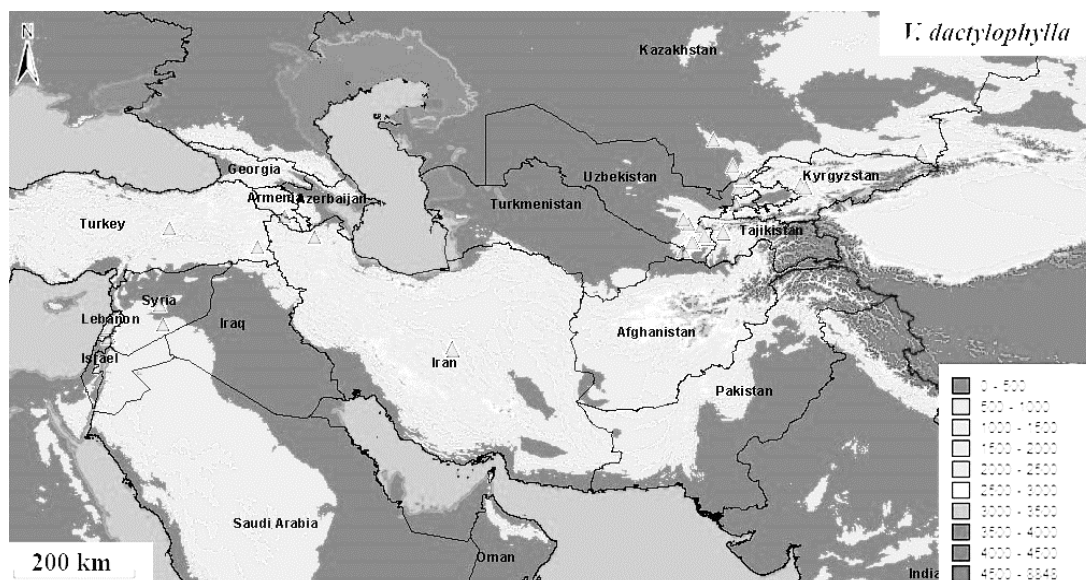 V. dactylophylla
N
Kazakhstan
Georgia
Uzbekistan
Kyrgyzstan
Armenia
Azerbaijan
Turkmenistan
Turkey
Tajikistan
Syria
Lebanon
Iraq
Afghanistan
Israel
Iran
Pakistan
Saudi Arabia
Oman
India
200 km
0 - 500
500 - 1000
1000 - 1500
1500 - 2000
2000 - 2500
2500 - 3000
3000 - 3500
3500 - 4000
4000 - 4500
4500 - 8848